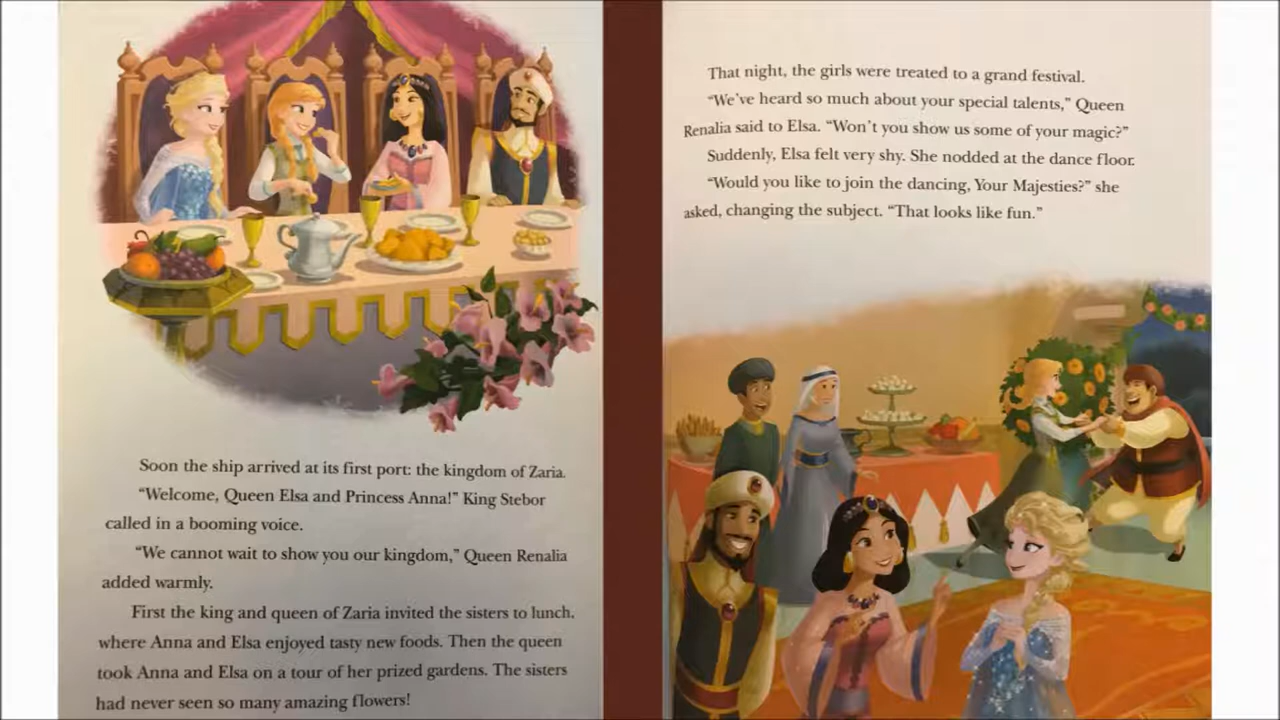 Soon the ship arrived at its first port: the kingdom of Zaria.
“Welcome, Queen Elsa and Princess Anna!” King Stebor
called in a booming voice.
“We cannot wait to show you our kingdom,” Queen Renalia
added warmly.
First the king and queen of Zaria invited the sisters to lunch,
where Anna and Elsa enjoyed tasty new foods. Then the queen
took Anna and Elsa on a tour of her prized gardens. The sisters
had never seen so many amazing flowers!
That night, the girls were treated to a grand festival.
“We’ve heard so much about your special talents,” Queen
Renalia said to Elsa. “Won’t you show us some of your magic?”
Suddenly, Elsa felt very shy. She nodded at the dance floor.
“Would you like to join the dancing, Your Majesties?” she
asked, changing the subject. “That looks like fun.”